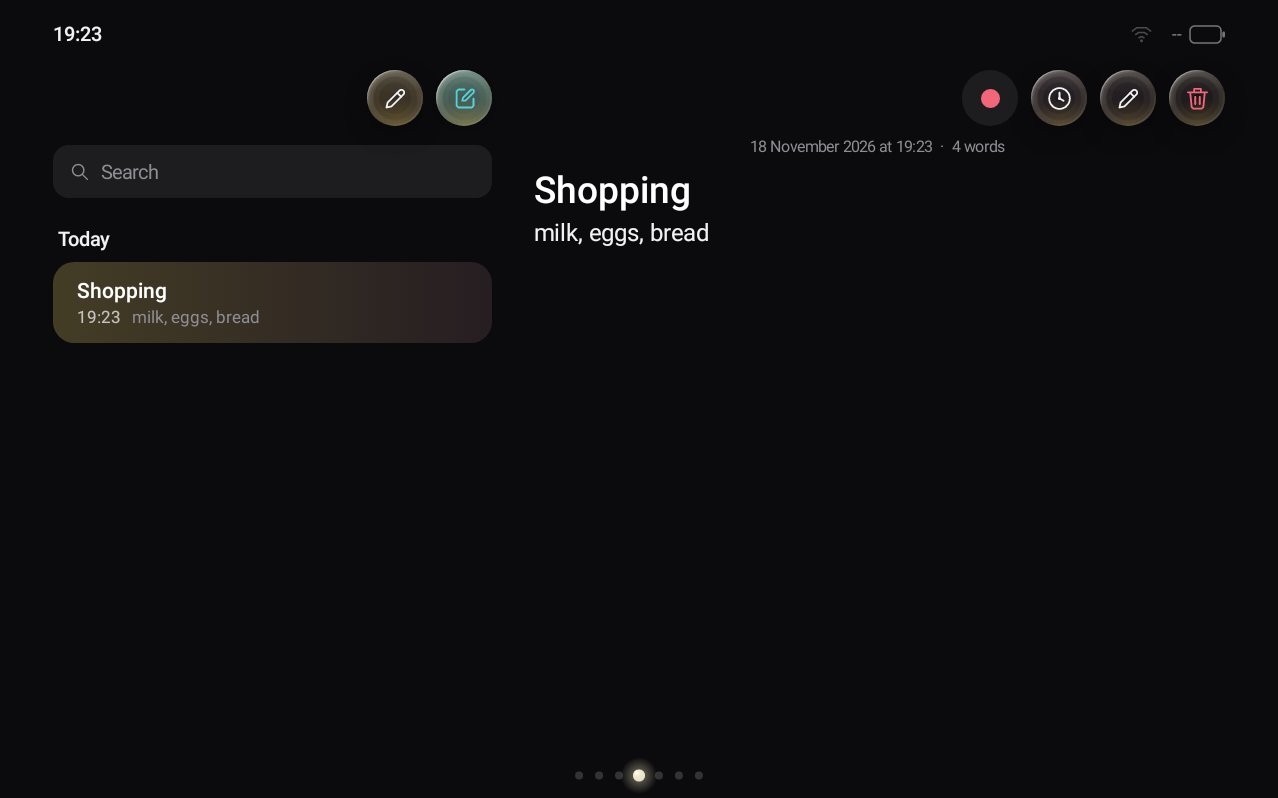 19:23
--
18 November 2026 at 19:23 · 4 words
Search
Shopping
milk, eggs, bread
Today
Shopping
19:23 milk, eggs, bread